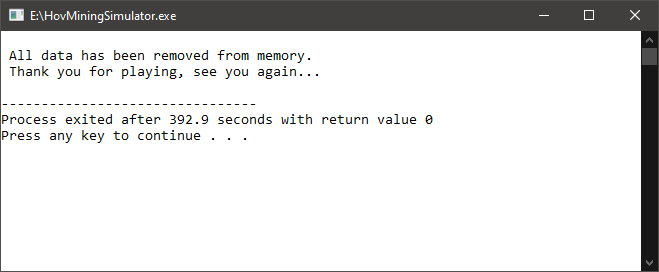 E:\HovMiningSimulator.exe
All data has been removed from memory.
Thank you for playing, see you again...
--------------------------------
Process exited after 392.9 seconds with return value 0
Press any key to continue . . .